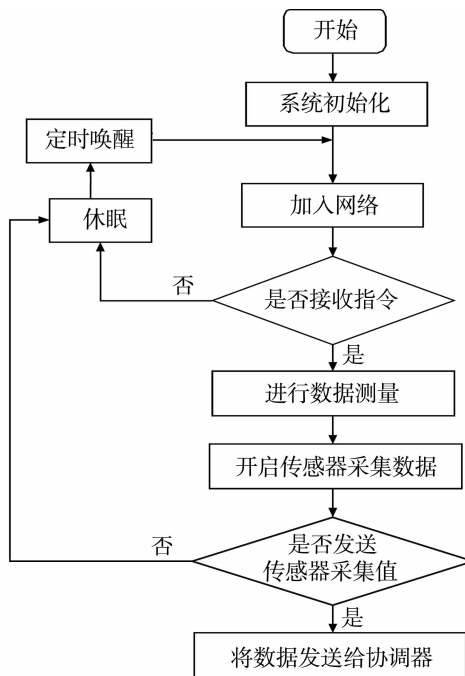 开始
系统初始化
定时唤醒
加入网络
休眠
否
是否接收指令
是
进行数据测量
开启传感器采集数据
否
是否发送
传感器采集值
是
将数据发送给协调器